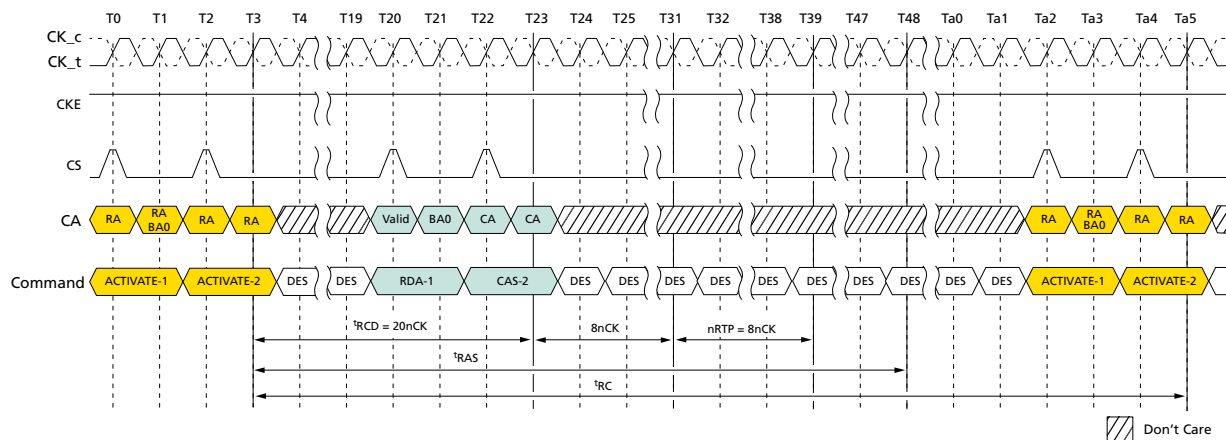 T0 T1 T2 T3 T4 T19 T20 T21 T22 T23 T24 T25 T31 T32 T38 T39 T47 T48 Ta0 Ta1 Ta2 Ta3 Ta4 Ta5
CK_c
CK_t
CKE
CS
CA RA RA BA0 RA RA Valid BA0 CA CA RA RA BA0 RA RA
Command ACTIVATE-1 ACTIVATE-2 DES DES RDA-1 CAS-2 DES DES DES DES DES DES DES DES DES DES ACTIVATE-1 ACTIVATE-2
tRCD = 20nCK 8nCK nRTP = 8nCK
tRAS
tRC
Don't Care